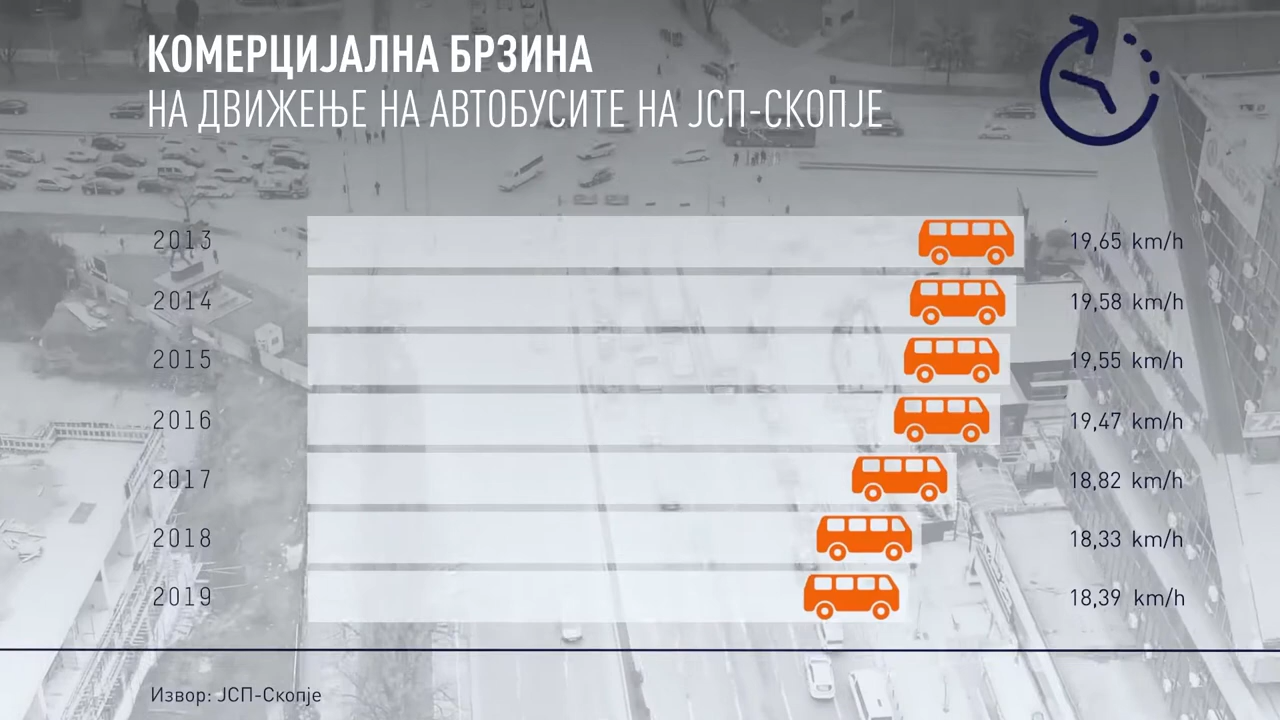 КОМЕРЦИЈАЛНА БРЗИНА
НА ДВИЖЕЊЕ НА АВТОБУСИТЕ НА ЈСП-СКОПЈЕ
2013 19,65 km/h
2014 19,58 km/h
2015 19,55 km/h
2016 19,47 km/h
2017 18,82 km/h
2018 18,33 km/h
2019 18,39 km/h
Извор: ЈСП-Скопје